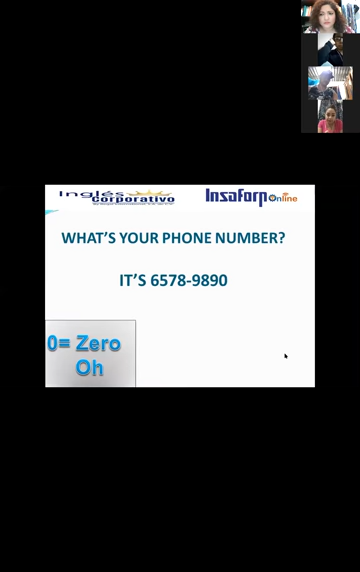 Inglés
Corporativo
Insaforp Online
WHAT'S YOUR PHONE NUMBER?
IT'S 6578-9890
0= Zero
Oh